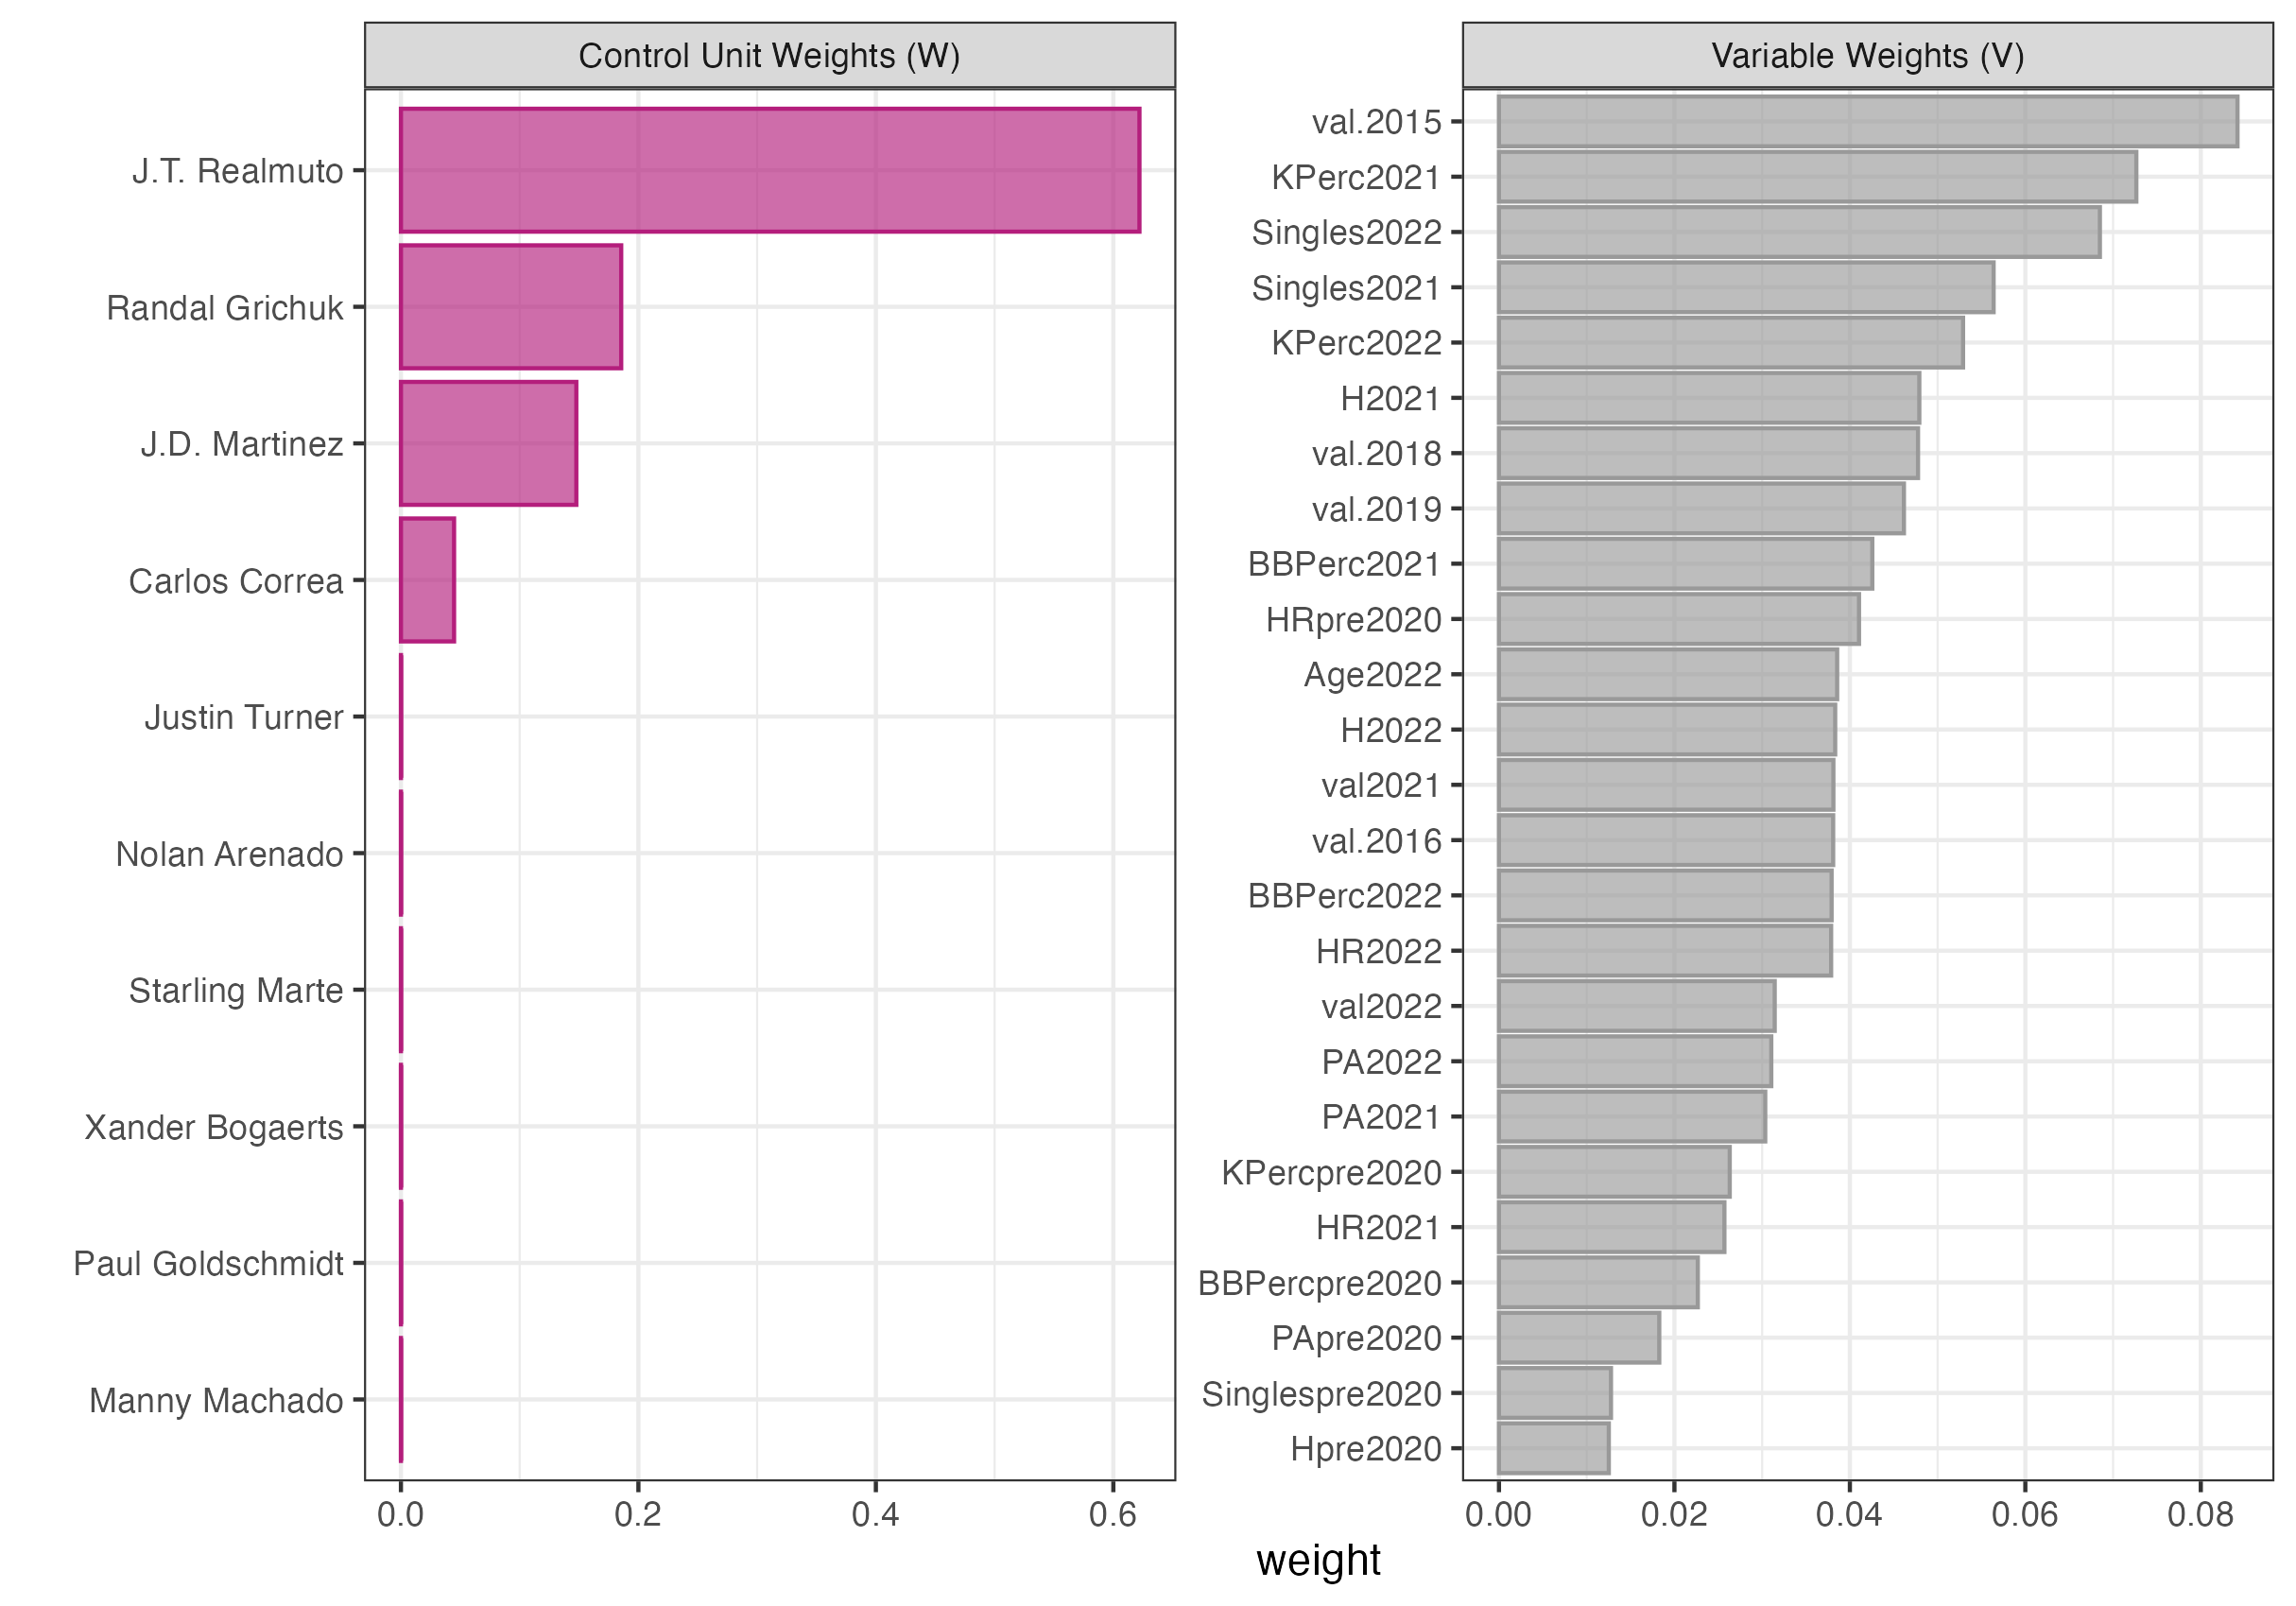 Control Unit Weights (W)
J.T. Realmuto
Randal Grichuk
J.D. Martinez
Carlos Correa
Justin Turner
Nolan Arenado
Starling Marte
Xander Bogaerts
Paul Goldschmidt
Manny Machado
0.0 0.2 0.4 0.6
Variable Weights (V)
val.2015
KPerc2021
Singles2022
Singles2021
KPerc2022
H2021
val.2018
val.2019
BBPerc2021
HRpre2020
Age2022
H2022
val2021
val.2016
BBPerc2022
HR2022
val2022
PA2022
PA2021
KPercpre2020
HR2021
BBPercpre2020
PApre2020
Singlespre2020
Hpre2020
0.00 0.02 0.04 0.06 0.08
weight